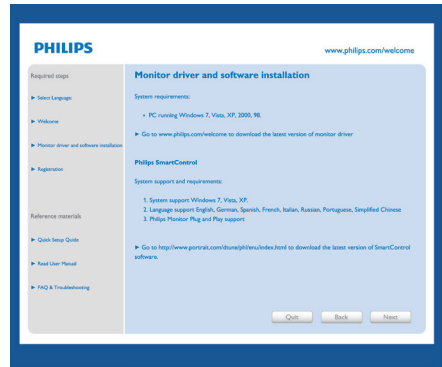 PHILIPS
www.philips.com/welcome
Required steps
► Select Language:
► Welcome
► Monitor driver and software installation
► Registration
Reference materials
► Quick Setup Guide
► Read User Manual
► FAQ & Troubleshooting
Monitor driver and software installation
System requirements:
• PC running Windows 7, Vista, XP, 2000, 98.
► Go to www.philips.com/welcome to download the latest version of monitor driver
Philips SmartControl
System support and requirements:
1. System support Windows 7, Vista, XP.
2. Language support English, German, Spanish, French, Italian, Russian, Portuguese, Simplified Chinese
3. Philips Monitor Plug and Play support
► Go to http://www.portrait.com/dtune/phl/enu/index.html to download the latest version of SmartControl
software.
Quit
Back
Next